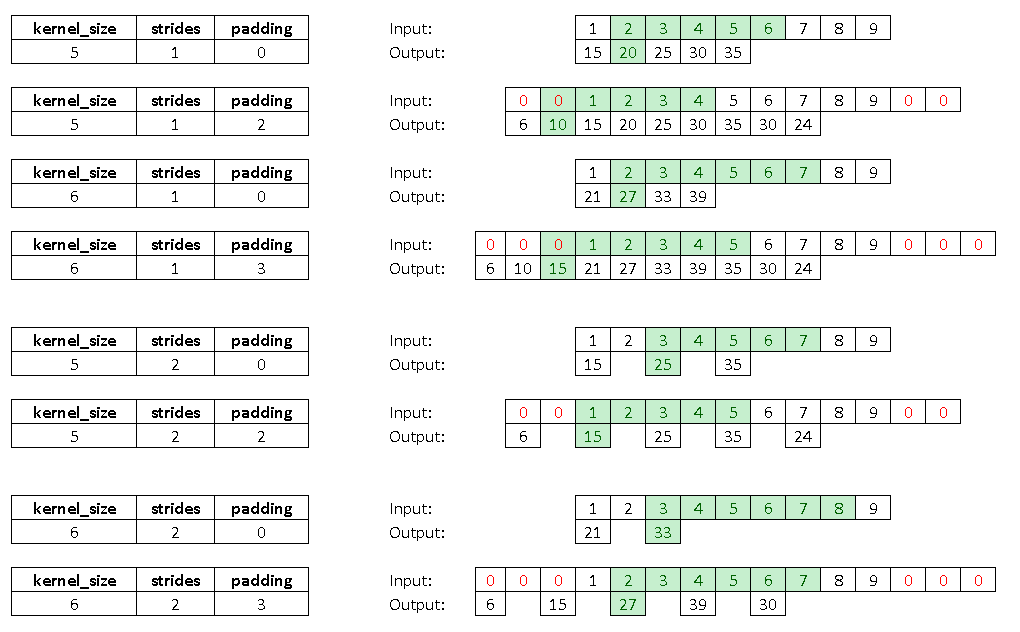 kernel_size strides padding Input: 1 2 3 4 5 6 7 8 9
5 1 0 Output: 15 20 25 30 35
kernel_size strides padding Input: 0 0 1 2 3 4 5 6 7 8 9 0 0
5 1 2 Output: 6 10 15 20 25 30 35 30 24
kernel_size strides padding Input: 1 2 3 4 5 6 7 8 9
6 1 0 Output: 21 27 33 39
kernel_size strides padding Input: 0 0 0 1 2 3 4 5 6 7 8 9 0 0 0
6 1 3 Output: 6 10 15 21 27 33 39 35 30 24
kernel_size strides padding Input: 1 2 3 4 5 6 7 8 9
5 2 0 Output: 15 25 35
kernel_size strides padding Input: 0 0 1 2 3 4 5 6 7 8 9 0 0
5 2 2 Output: 6 15 25 35 24
kernel_size strides padding Input: 1 2 3 4 5 6 7 8 9
6 2 0 Output: 21 33
kernel_size strides padding Input: 0 0 0 1 2 3 4 5 6 7 8 9 0 0 0
6 2 3 Output: 6 15 27 39 30